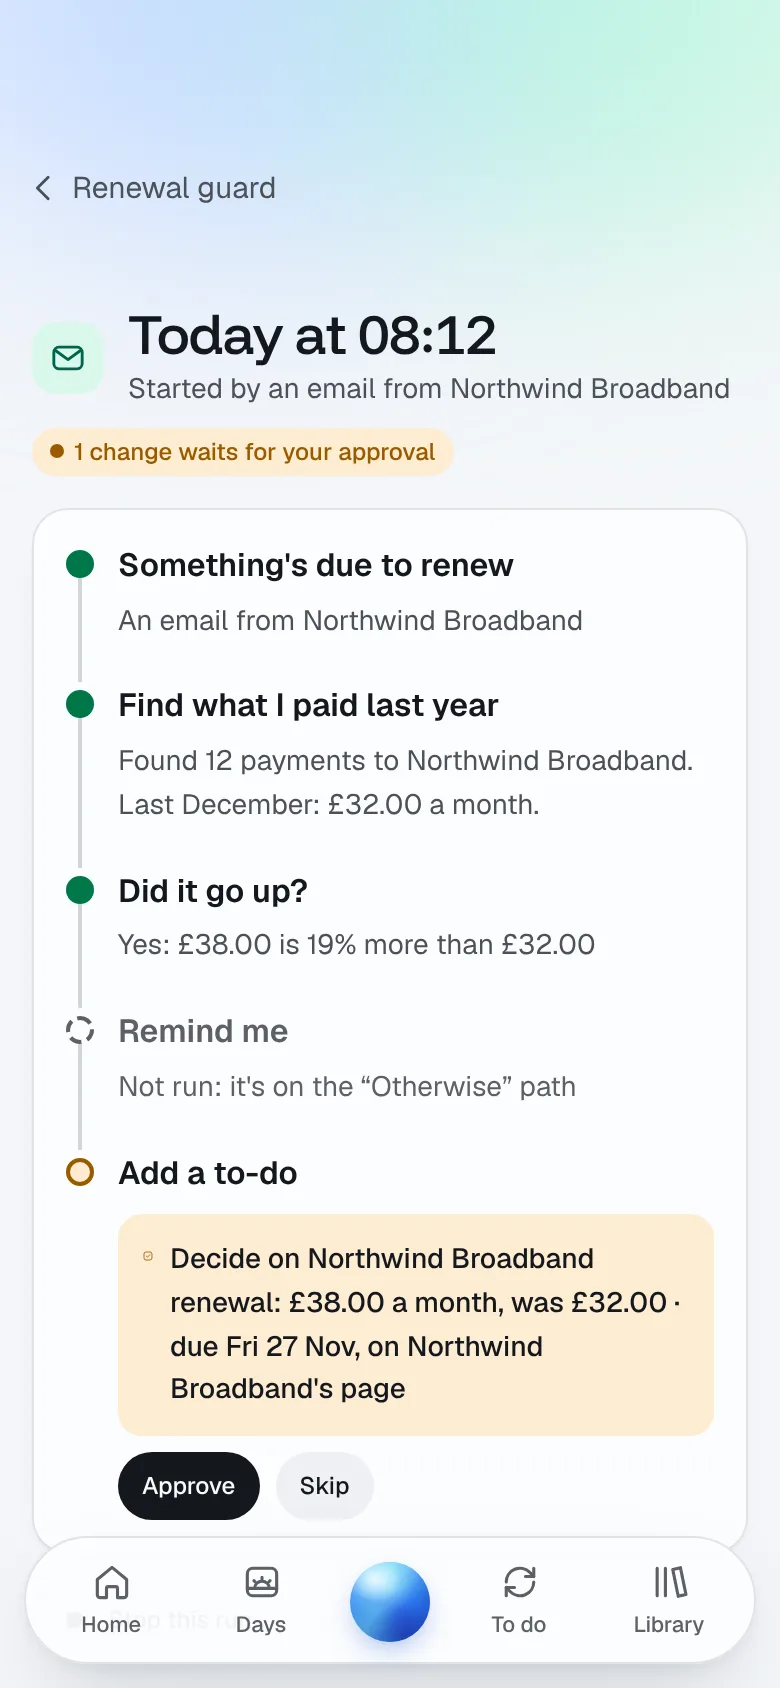 Renewal guard
Today at 08:12
Started by an email from Northwind Broadband
1 change waits for your approval
Something's due to renew
An email from Northwind Broadband
Find what I paid last year
Found 12 payments to Northwind Broadband.
Last December: £32.00 a month.
Did it go up?
Yes: £38.00 is 19% more than £32.00
Remind me
Not run: it's on the “Otherwise” path
Add a to-do
Decide on Northwind Broadband
renewal: £38.00 a month, was £32.00 ·
due Fri 27 Nov, on Northwind
Broadband's page
Approve
Skip
Home
Days
To do
Library